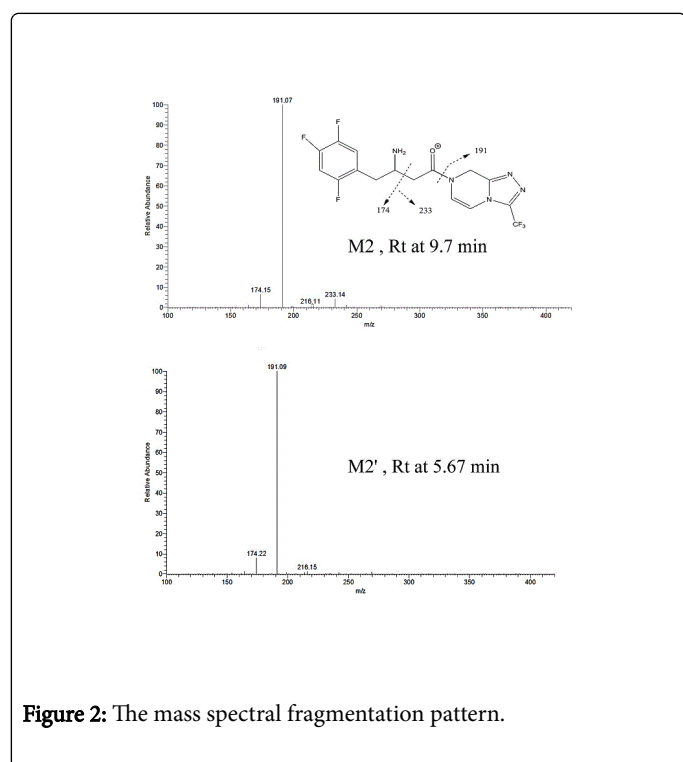 191.07
100
90
80
70
60
50
40
30
20
10
0
Relative Abundance
174.15
216.11
233.14
100 150 200 250 300 350 400
m/z
F
F
F
NH₂
O
⊕
191
N
N
N
N
CF₃
174
233
M2 , Rt at 9.7 min
191.09
100
90
80
70
60
50
40
30
20
10
0
Relative Abundance
M2' , Rt at 5.67 min
174.22
216.15
100 150 200 250 300 350 400
m/z
Figure 2: The mass spectral fragmentation pattern.